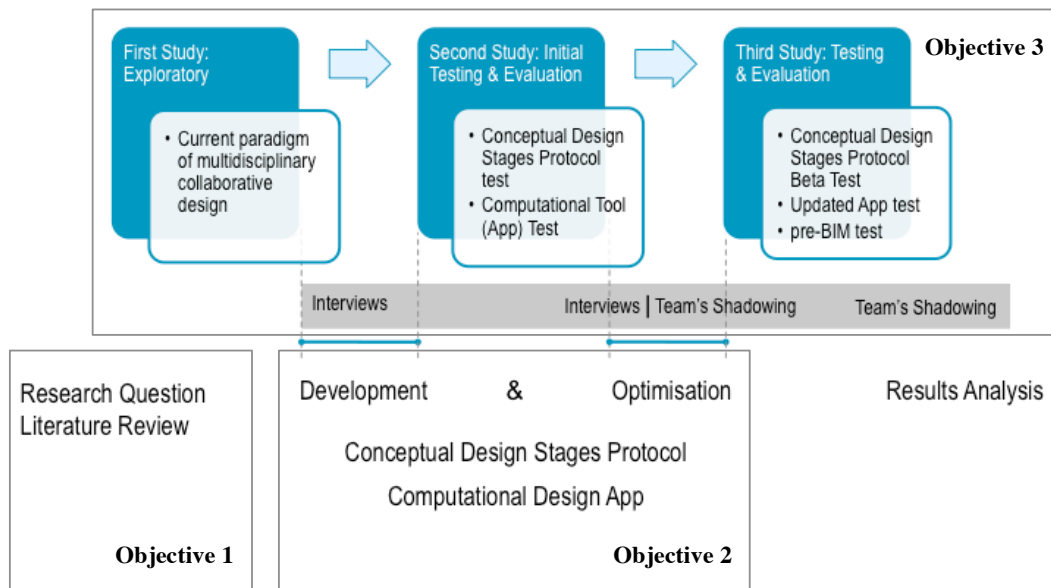 First Study:
Exploratory
• Current paradigm
of multidisciplinary
collaborative
design
Second Study: Initial
Testing & Evaluation
• Conceptual Design
Stages Protocol
test
• Computational Tool
(App) Test
Third Study: Testing
& Evaluation
• Conceptual Design
Stages Protocol
Beta Test
• Updated App test
• pre-BIM test
Objective 3
Interviews
Interviews | Team's Shadowing
Team's Shadowing
Research Question
Literature Review
Objective 1
Development & Optimisation
Conceptual Design Stages Protocol
Computational Design App
Objective 2
Results Analysis